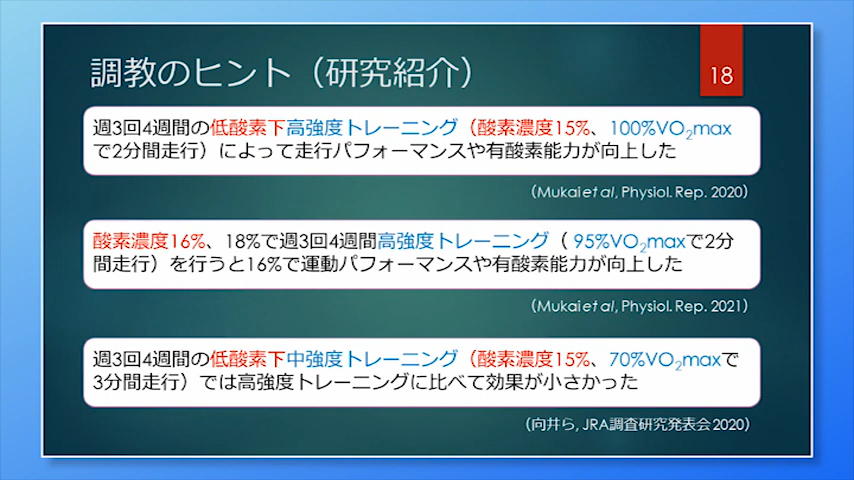 調教のヒント（研究紹介）
18
週3回4週間の低酸素下高強度トレーニング（酸素濃度15%、100%VO2max
で2分間走行）によって走行パフォーマンスや有酸素能力が向上した
（Mukai et al, Physiol. Rep. 2020）
酸素濃度16%、18%で週3回4週間高強度トレーニング（ 95%VO2maxで2分
間走行）を行うと16%で運動パフォーマンスや有酸素能力が向上した
（Mukai et al, Physiol. Rep. 2021）
週3回4週間の低酸素下中強度トレーニング（酸素濃度15%、70%VO2maxで
3分間走行）では高強度トレーニングに比べて効果が小さかった
（向井ら, JRA調査研究発表会 2020）